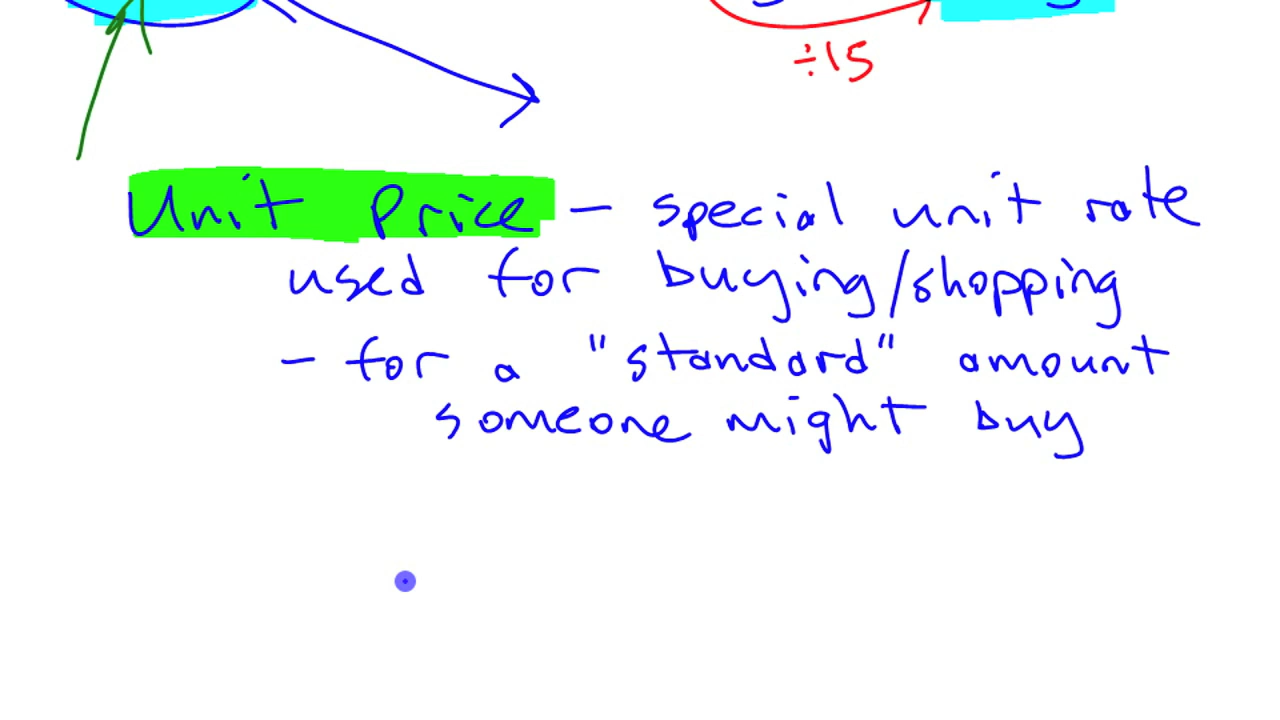 ÷15
Unit Price - special unit rate
used for buying/shopping
- for a "standard" amount
someone might buy